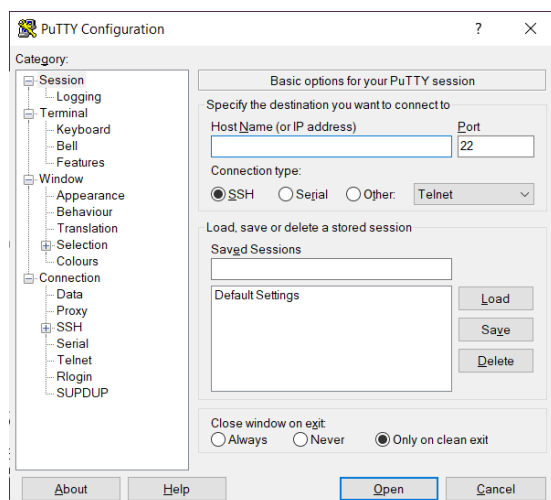 PuTTY Configuration
? ×
Category:
Session
Logging
Terminal
Keyboard
Bell
Features
Window
Appearance
Behaviour
Translation
Selection
Colours
Connection
Data
Proxy
SSH
Serial
Telnet
Rlogin
SUPDUP
Basic options for your PuTTY session
Specify the destination you want to connect to
Host Name (or IP address) Port
22
Connection type:
SSH Serial Other: Telnet
Load, save or delete a stored session
Saved Sessions
Default Settings
Load
Save
Delete
Close window on exit:
Always Never Only on clean exit
About Help Open Cancel